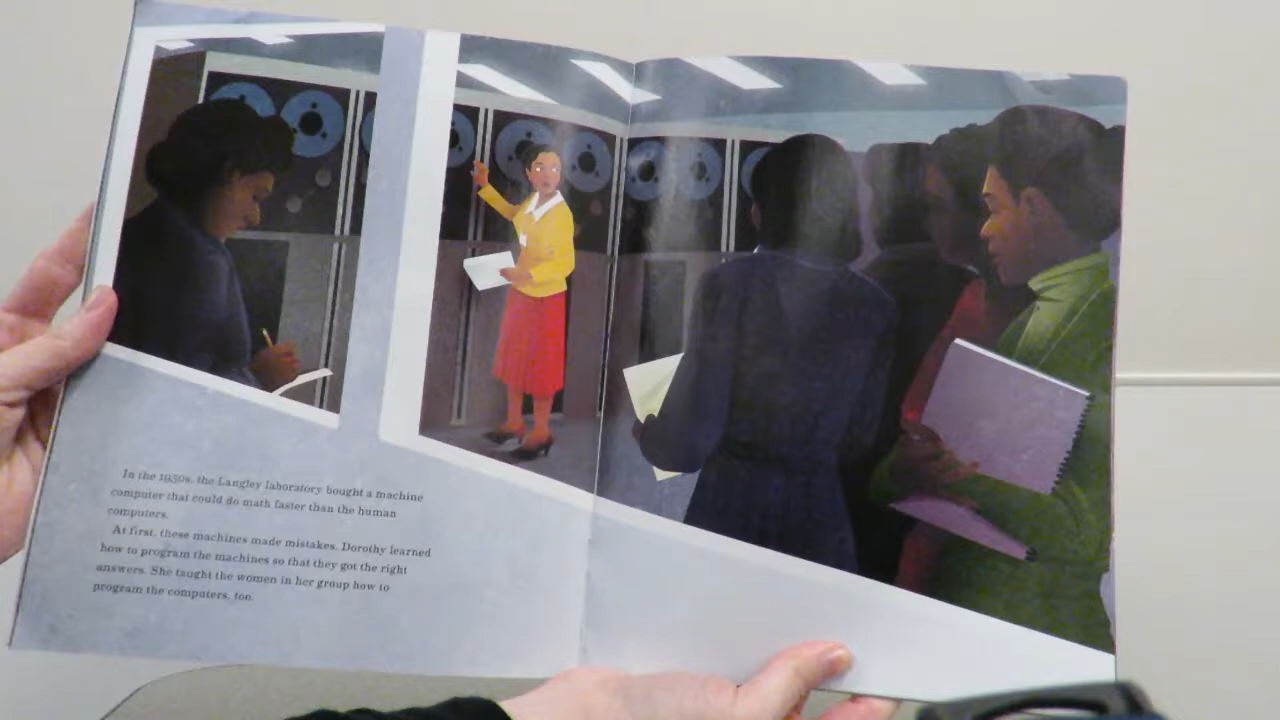 In the 1950s, the Langley laboratory bought a machine
computer that could do math faster than the human
computers.
At first, these machines made mistakes. Dorothy learned
how to program the machines so that they got the right
answers. She taught the women in her group how to
program the computers, too.